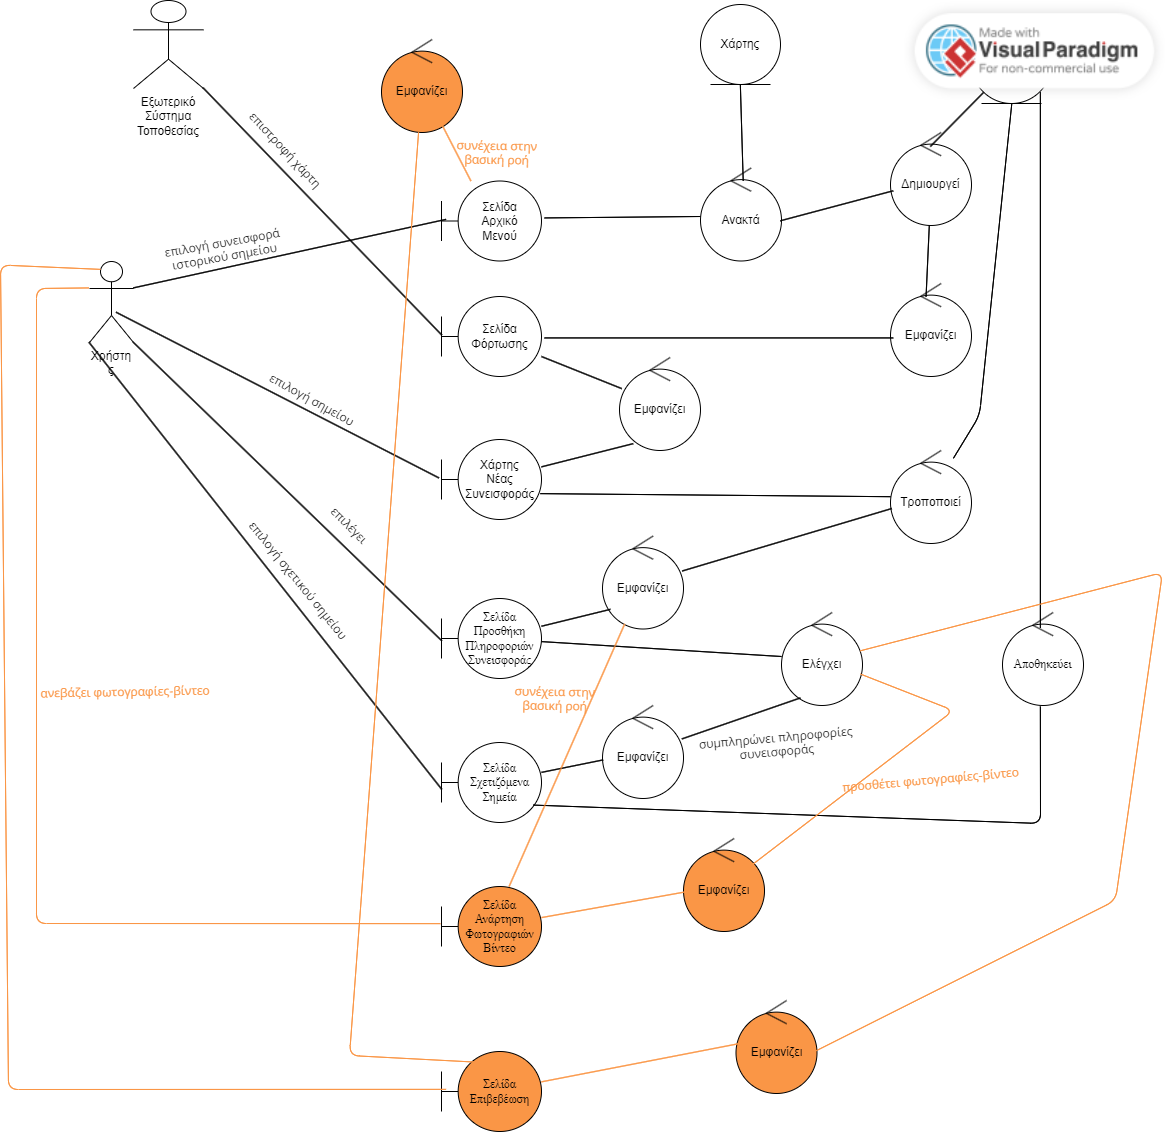 Εξωτερικό
Σύστημα
Τοποθεσίας
Εμφανίζει
Χάρτης
Made with
Visual Paradigm
For non-commercial use
επιστροφή χάρτη
συνέχεια στην
βασική ροή
Σελίδα
Αρχικό
Μενού
Ανακτά
Δημιουργεί
επιλογή συνεισφορά
ιστορικού σημείου
Χρήστη
ς
Σελίδα
Φόρτωσης
Εμφανίζει
Εμφανίζει
επιλογή σημείου
Χάρτης
Νέας
Συνεισφοράς
Τροποποιεί
επιλέγει
επιλογή σχετικού σημείου
Εμφανίζει
Σελίδα
Προσθήκη
Πληροφοριών
Συνεισφοράς
Ελέγχει
Αποθηκεύει
ανεβάζει φωτογραφίες-βίντεο
συνέχεια στην
βασική ροή
Εμφανίζει
συμπληρώνει πληροφορίες
συνεισφοράς
Σελίδα
Σχετιζόμενα
Σημεία
προσθέτει φωτογραφίες-βίντεο
Εμφανίζει
Σελίδα
Ανάρτηση
Φωτογραφιών
Βίντεο
Εμφανίζει
Σελίδα
Επιβεβέωση